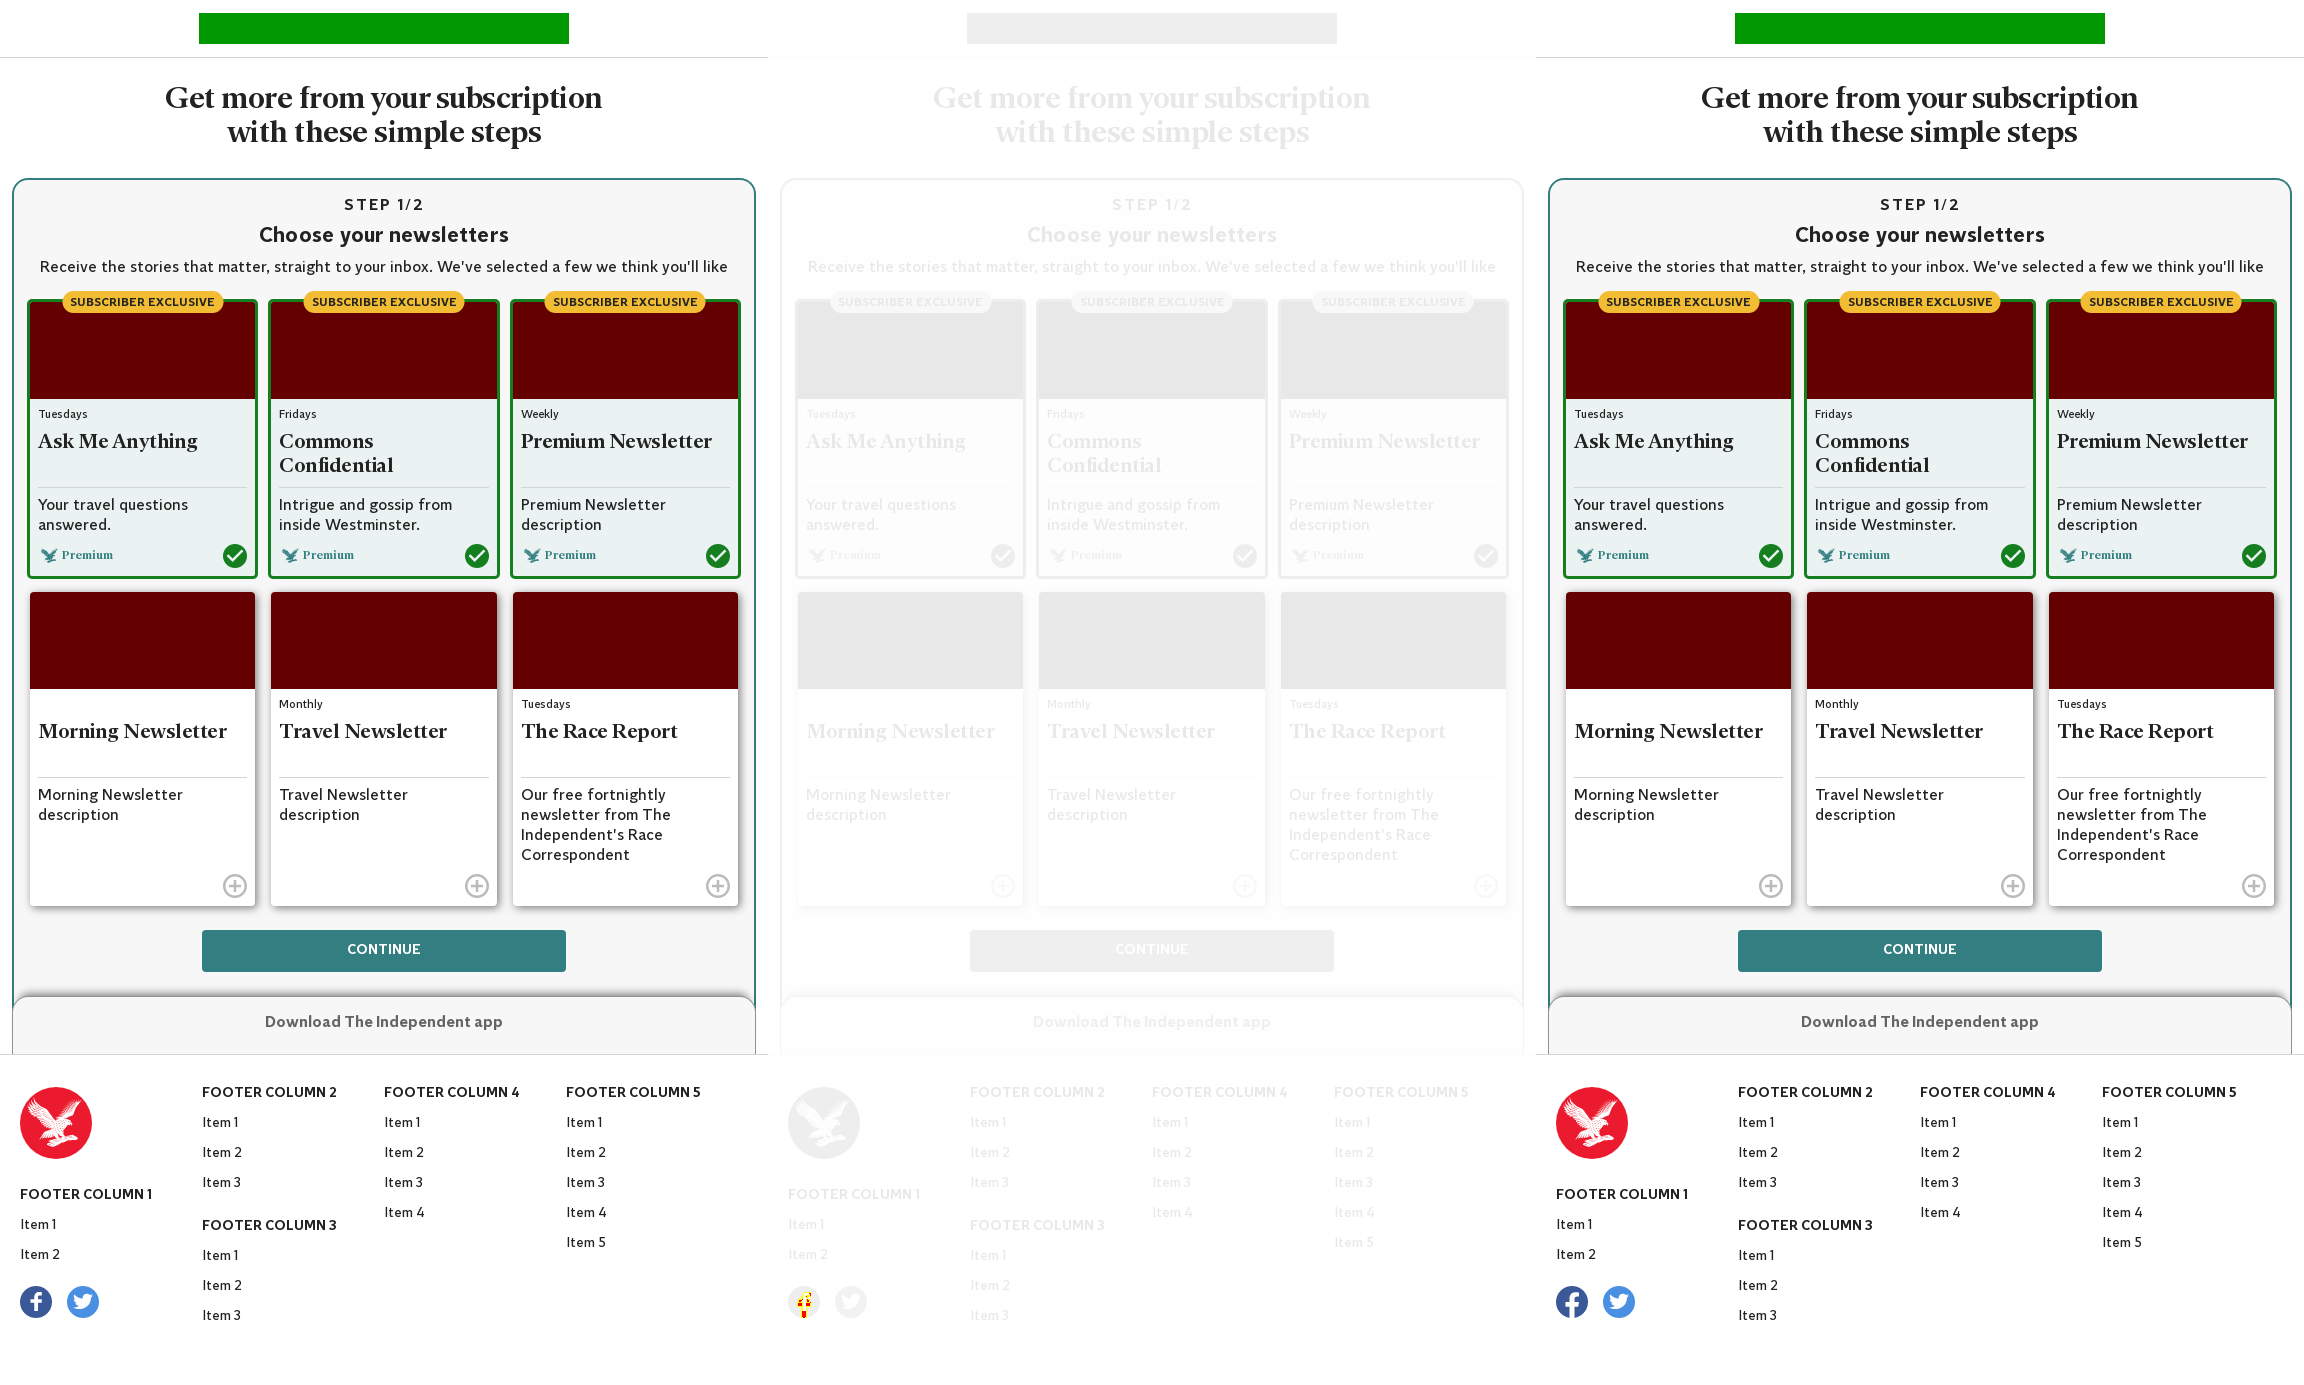 Get more from your subscription
with these simple steps
STEP 1/2
Choose your newsletters
Receive the stories that matter, straight to your inbox. We've selected a few we think you'll like
SUBSCRIBER EXCLUSIVE
SUBSCRIBER EXCLUSIVE
SUBSCRIBER EXCLUSIVE
Tuesdays
Ask Me Anything
Your travel questions
answered.
Premium
Fridays
Commons
Confidential
Intrigue and gossip from
inside Westminster.
Premium
Weekly
Premium Newsletter
Premium Newsletter
description
Premium
Morning Newsletter
Morning Newsletter
description
Monthly
Travel Newsletter
Travel Newsletter
description
Tuesdays
The Race Report
Our free fortnightly
newsletter from The
Independent's Race
Correspondent
CONTINUE
Download The Independent app
FOOTER COLUMN 1
Item 1
Item 2
FOOTER COLUMN 2
Item 1
Item 2
Item 3
FOOTER COLUMN 3
Item 1
Item 2
Item 3
FOOTER COLUMN 4
Item 1
Item 2
Item 3
Item 4
FOOTER COLUMN 5
Item 1
Item 2
Item 3
Item 4
Item 5
Get more from your subscription
with these simple steps
STEP 1/2
Choose your newsletters
Receive the stories that matter, straight to your inbox. We've selected a few we think you'll like
SUBSCRIBER EXCLUSIVE
SUBSCRIBER EXCLUSIVE
SUBSCRIBER EXCLUSIVE
Tuesdays
Ask Me Anything
Your travel questions
answered.
Premium
Fridays
Commons
Confidential
Intrigue and gossip from
inside Westminster.
Premium
Weekly
Premium Newsletter
Premium Newsletter
description
Premium
Morning Newsletter
Morning Newsletter
description
Monthly
Travel Newsletter
Travel Newsletter
description
Tuesdays
The Race Report
Our free fortnightly
newsletter from The
Independent's Race
Correspondent
CONTINUE
Download The Independent app
FOOTER COLUMN 1
Item 1
Item 2
FOOTER COLUMN 2
Item 1
Item 2
Item 3
FOOTER COLUMN 3
Item 1
Item 2
Item 3
FOOTER COLUMN 4
Item 1
Item 2
Item 3
Item 4
FOOTER COLUMN 5
Item 1
Item 2
Item 3
Item 4
Item 5
Get more from your subscription
with these simple steps
STEP 1/2
Choose your newsletters
Receive the stories that matter, straight to your inbox. We've selected a few we think you'll like
SUBSCRIBER EXCLUSIVE
SUBSCRIBER EXCLUSIVE
SUBSCRIBER EXCLUSIVE
Tuesdays
Ask Me Anything
Your travel questions
answered.
Premium
Fridays
Commons
Confidential
Intrigue and gossip from
inside Westminster.
Premium
Weekly
Premium Newsletter
Premium Newsletter
description
Premium
Morning Newsletter
Morning Newsletter
description
Monthly
Travel Newsletter
Travel Newsletter
description
Tuesdays
The Race Report
Our free fortnightly
newsletter from The
Independent's Race
Correspondent
CONTINUE
Download The Independent app
FOOTER COLUMN 1
Item 1
Item 2
FOOTER COLUMN 2
Item 1
Item 2
Item 3
FOOTER COLUMN 3
Item 1
Item 2
Item 3
FOOTER COLUMN 4
Item 1
Item 2
Item 3
Item 4
FOOTER COLUMN 5
Item 1
Item 2
Item 3
Item 4
Item 5